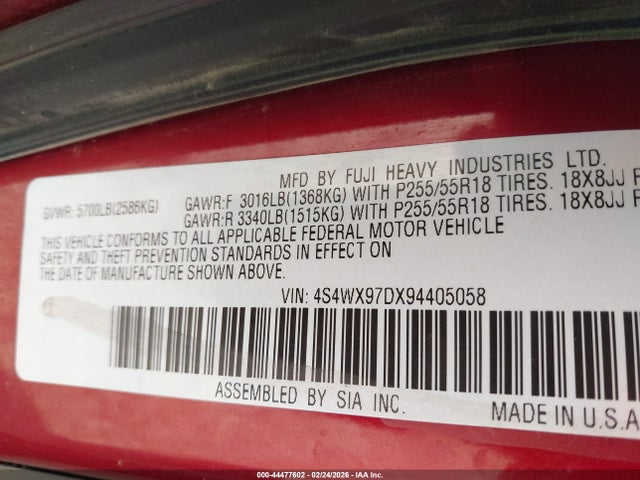 MFD BY FUJI HEAVY INDUSTRIES LTD.
GVWR: 5700LB(2586KG)
GAWR:F 3016LB(1368KG) WITH P255/55R18 TIRES. 18X8JJ
GAWR:R 3340LB(1515KG) WITH P255/55R18 TIRES. 18X8JJ
THIS VEHICLE CONFORMS TO ALL APPLICABLE FEDERAL MOTOR VEHICLE
SAFETY AND THEFT PREVENTION STANDARDS IN EFFECT ON
THE DATE OF MANUFACTURE SHOWN ABOVE.
VIN: 4S4WX97DX94405058
ASSEMBLED BY SIA INC.
MADE IN U.S.A
000-44477602 - 02/24/2026 - IAA Inc.